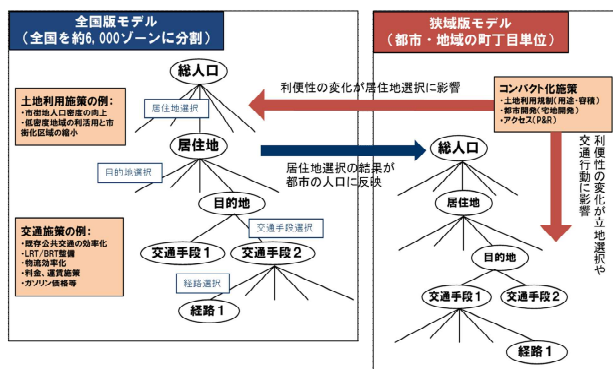 全国版モデル
（全国を約6,000ゾーンに分割）
総人口
居住地選択
土地利用施策の例:
・市街地人口密度の向上
・低密度地域の利活用と市
街化区域の縮小
居住地
目的地選択
目的地
交通手段選択
交通施策の例:
・既存公共交通の効率化
・LRT/BRT整備
・物流効率化
・料金、運賃施策
・ガソリン価格等
交通手段1
交通手段2
経路選択
経路1
利便性の変化が居住地選択に影響
居住地選択の結果が
都市の人口に反映
狭域版モデル
（都市・地域の町丁目単位）
コンパクト化施策
・土地利用規制(用途・容積)
・都市開発(宅地開発)
・アクセス(P&R)
利便性の変化が立地選択や
交通行動に影響
総人口
居住地
目的地
交通手段1
交通手段2
経路1